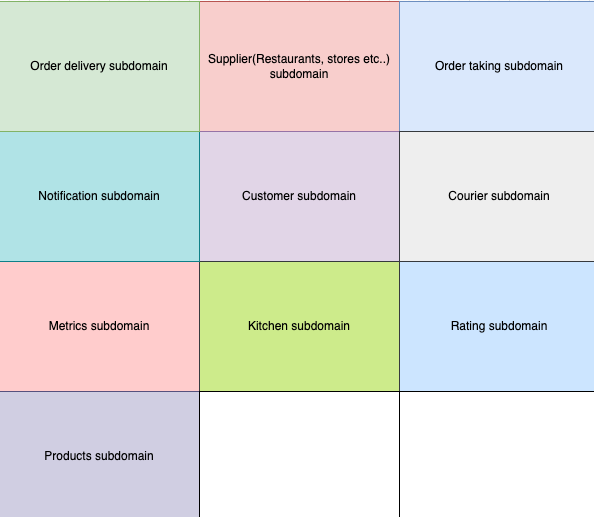 Order delivery subdomain
Supplier(Restaurants, stores etc..)
subdomain
Order taking subdomain
Notification subdomain
Customer subdomain
Courier subdomain
Metrics subdomain
Kitchen subdomain
Rating subdomain
Products subdomain